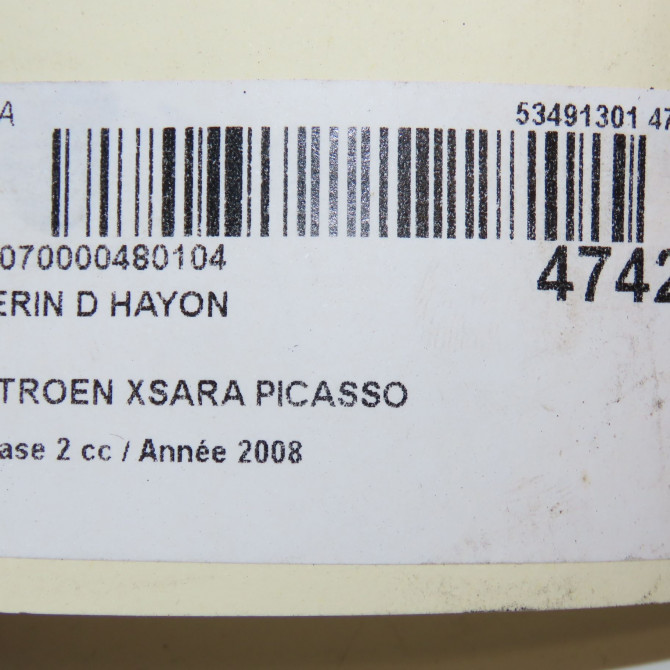 A 53491301 47
070000480104
4742
ERIN D HAYON
TROEN XSARA PICASSO
ase 2 cc / Année 2008